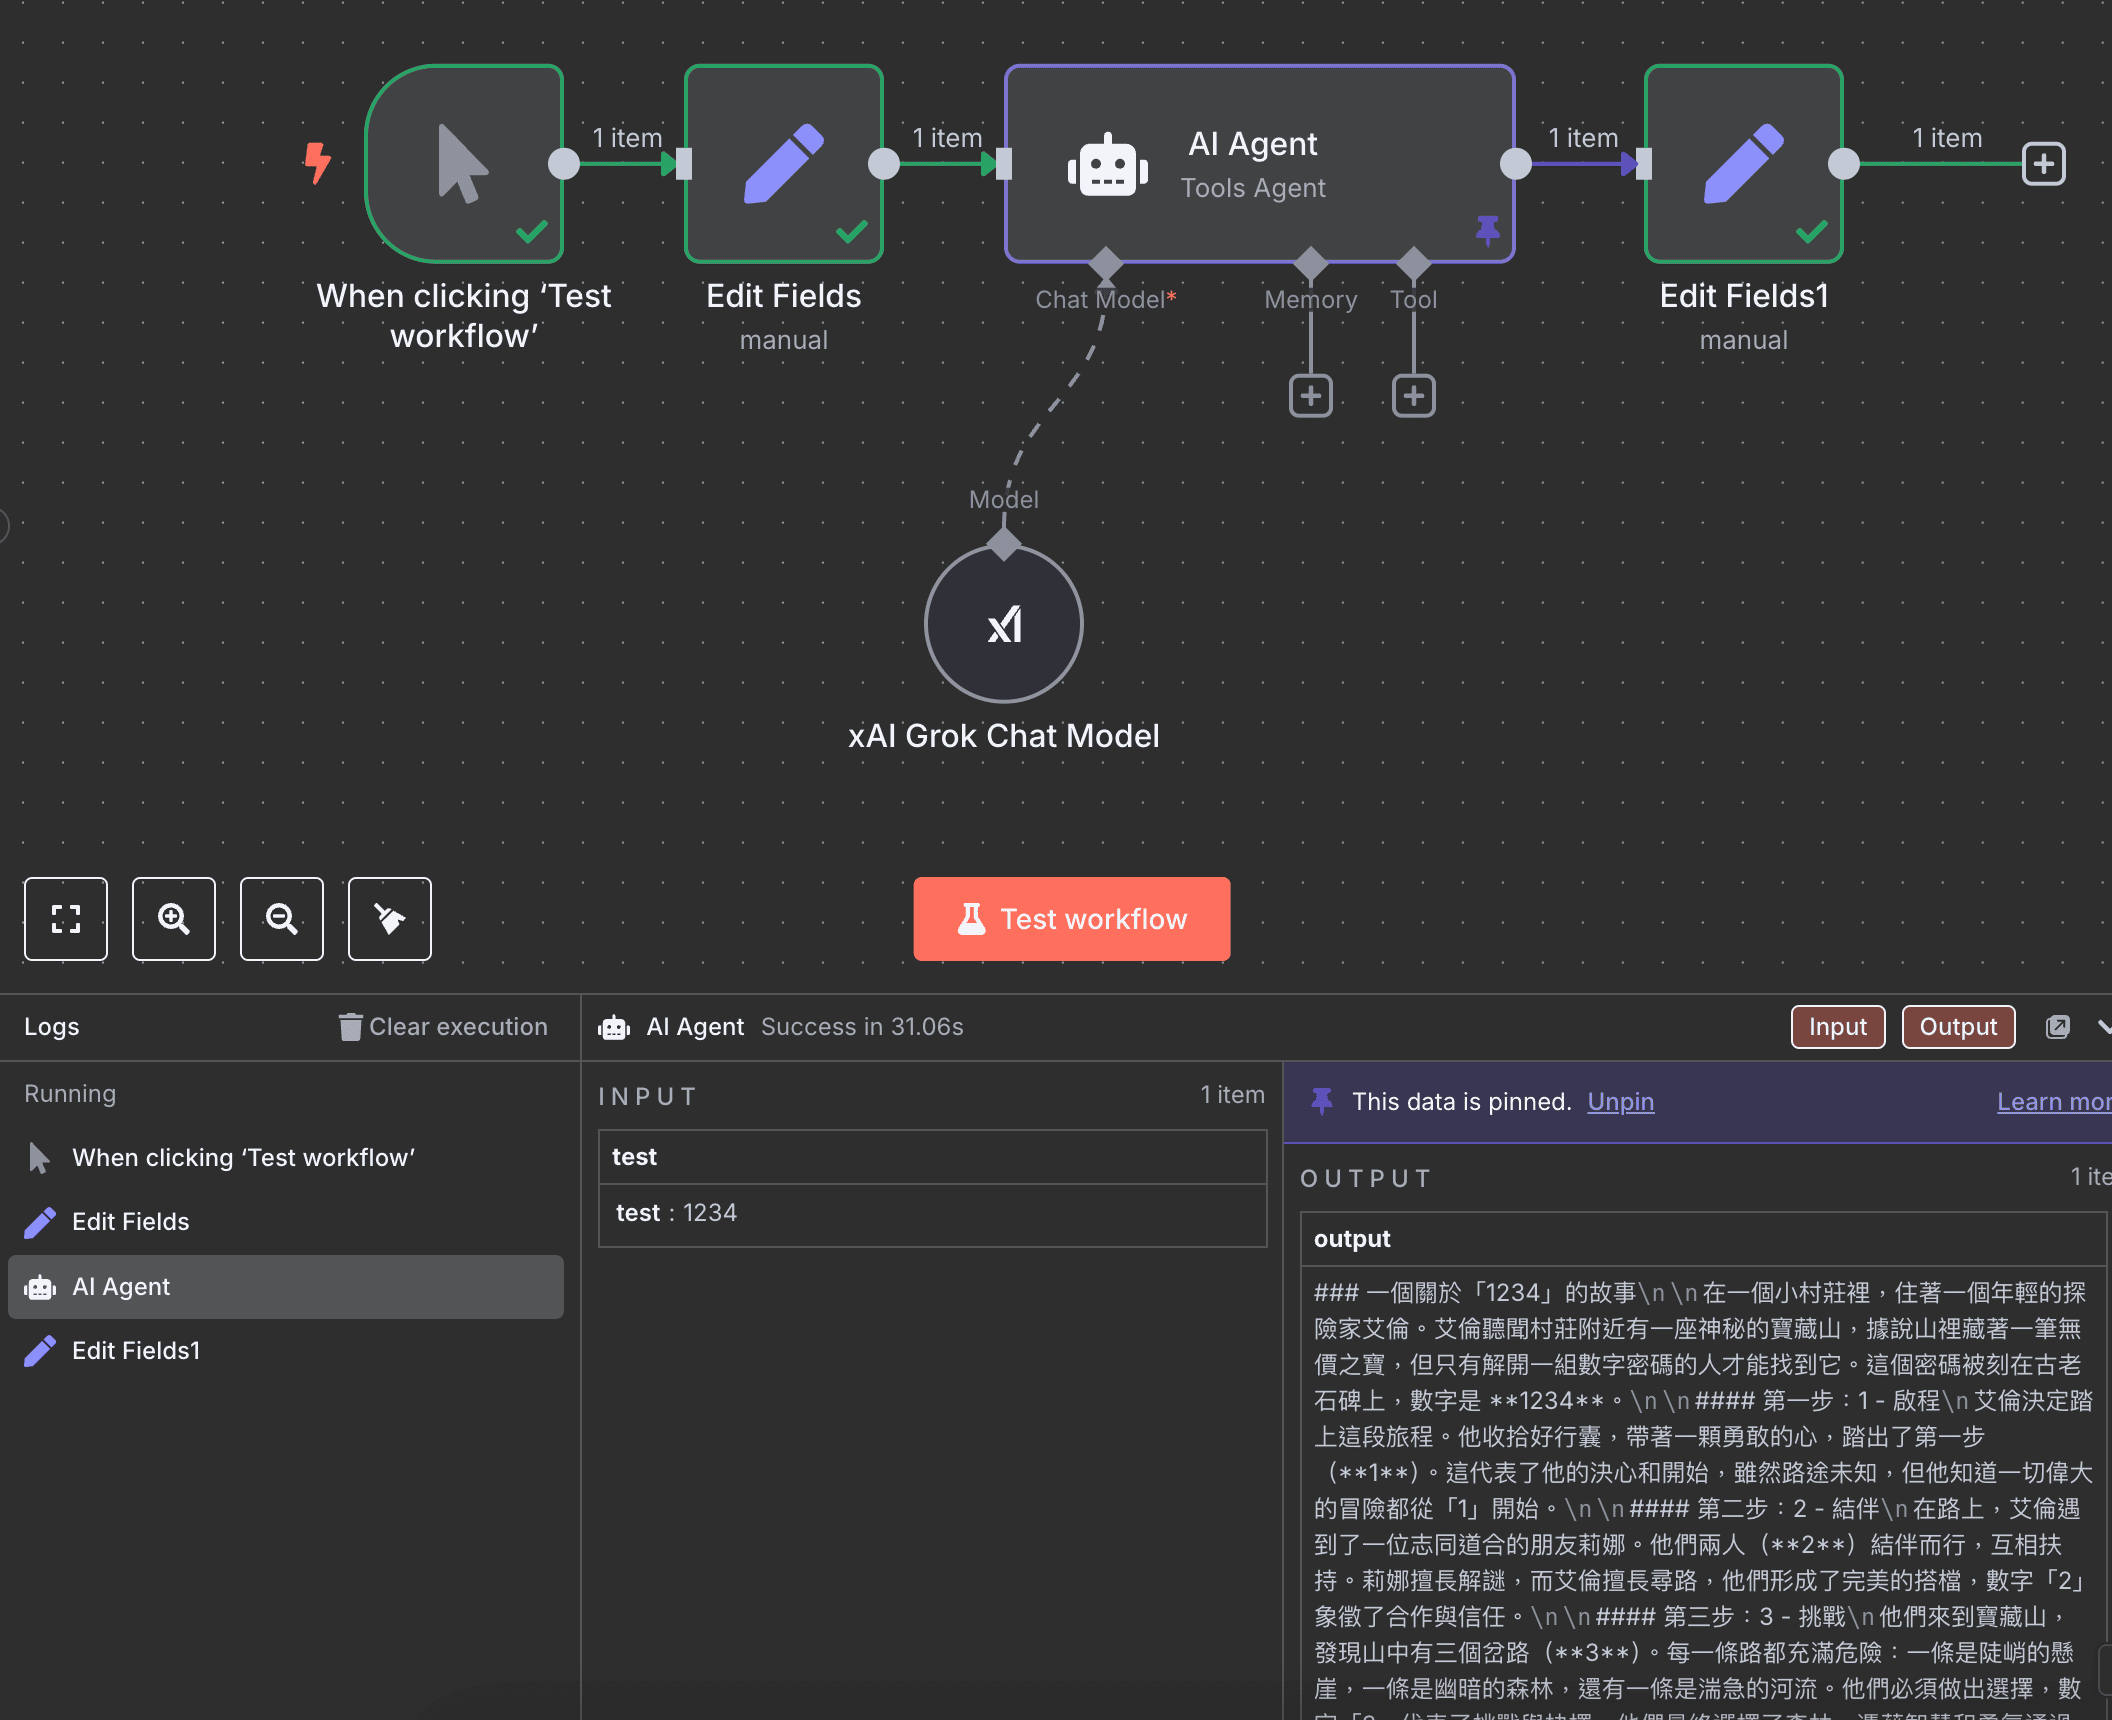 1 item
1 item
AI Agent
Tools Agent
1 item
1 item
When clicking ‘Test
workflow’
Edit Fields
manual
Chat Model*
Memory
Tool
Edit Fields1
manual
Model
xAI Grok Chat Model
Test workflow
Logs
Clear execution
AI Agent
Success in 31.06s
Input
Output
Running
When clicking ‘Test workflow’
Edit Fields
AI Agent
Edit Fields1
INPUT
1 item
test
test : 1234
This data is pinned. Unpin
Learn mor
OUTPUT
1 ite
output
### 一個關於「1234」的故事\n\n在一個小村莊裡，住著一個年輕的探
險家艾倫。艾倫聽聞村莊附近有一座神秘的寶藏山，據說山裡藏著一筆無
價之寶，但只有解開一組數字密碼的人才能找到它。這個密碼被刻在古老
石碑上，數字是 **1234**。\n\n#### 第一步：1 - 啟程\n艾倫決定踏
上這段旅程。他收拾好行囊，帶著一顆勇敢的心，踏出了第一步
（**1**）。這代表了他的決心和開始，雖然路途未知，但他知道一切偉大
的冒險都從「1」開始。\n\n#### 第二步：2 - 結伴\n在路上，艾倫遇
到了一位志同道合的朋友莉娜。他們兩人（**2**）結伴而行，互相扶
持。莉娜擅長解謎，而艾倫擅長尋路，他們形成了完美的搭檔，數字「2」
象徵了合作與信任。\n\n#### 第三步：3 - 挑戰\n他們來到寶藏山，
發現山中有三個岔路（**3**）。每一條路都充滿危險：一條是陡峭的懸
崖，一條是幽暗的森林，還有一條是湍急的河流。他們必須做出選擇，數